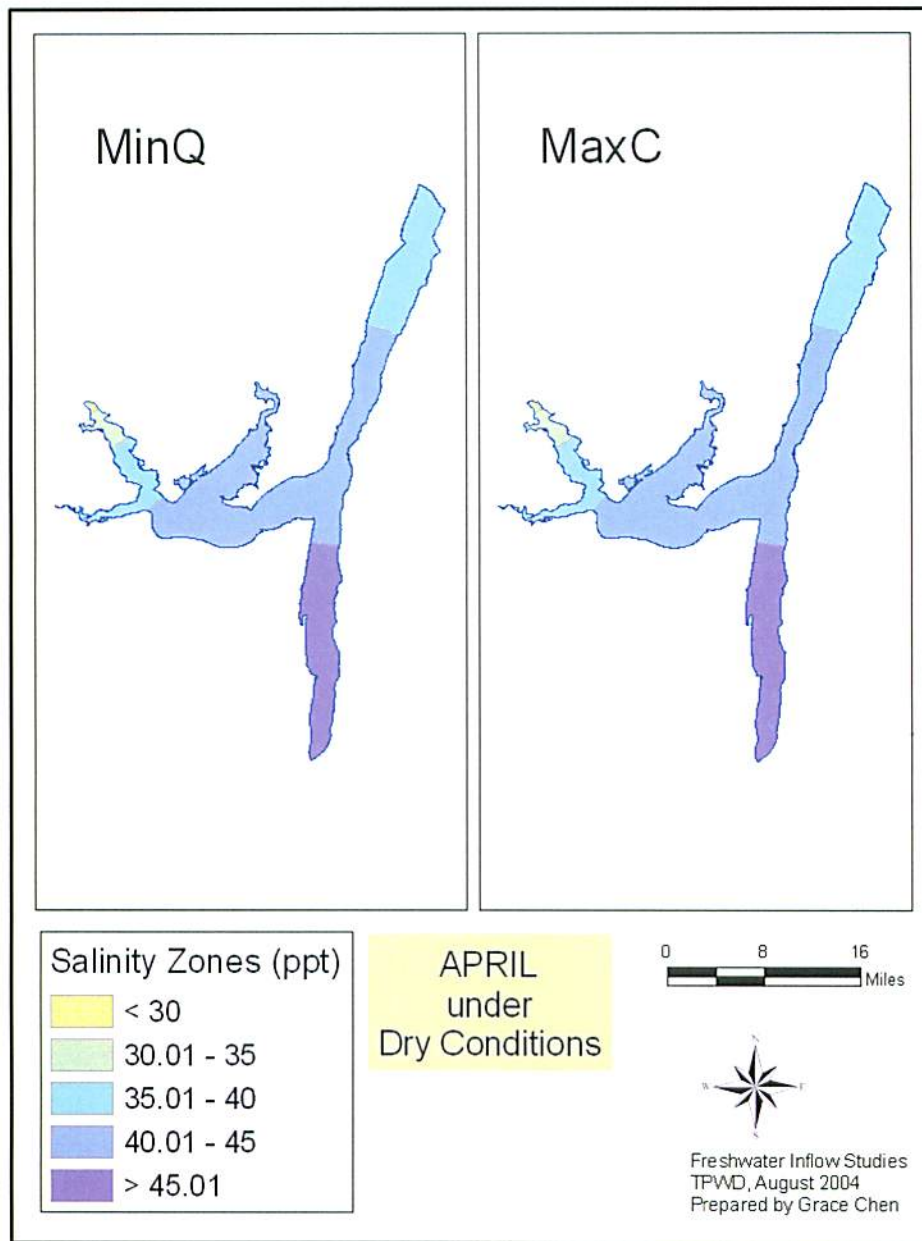 MinQ
MaxC
Salinity Zones (ppt)
< 30
30.01 - 35
35.01 - 40
40.01 - 45
> 45.01
APRIL
under
Dry Conditions
0 8 16
Miles
N
W E
S
Freshwater Inflow Studies
TPWD, August 2004
Prepared by Grace Chen